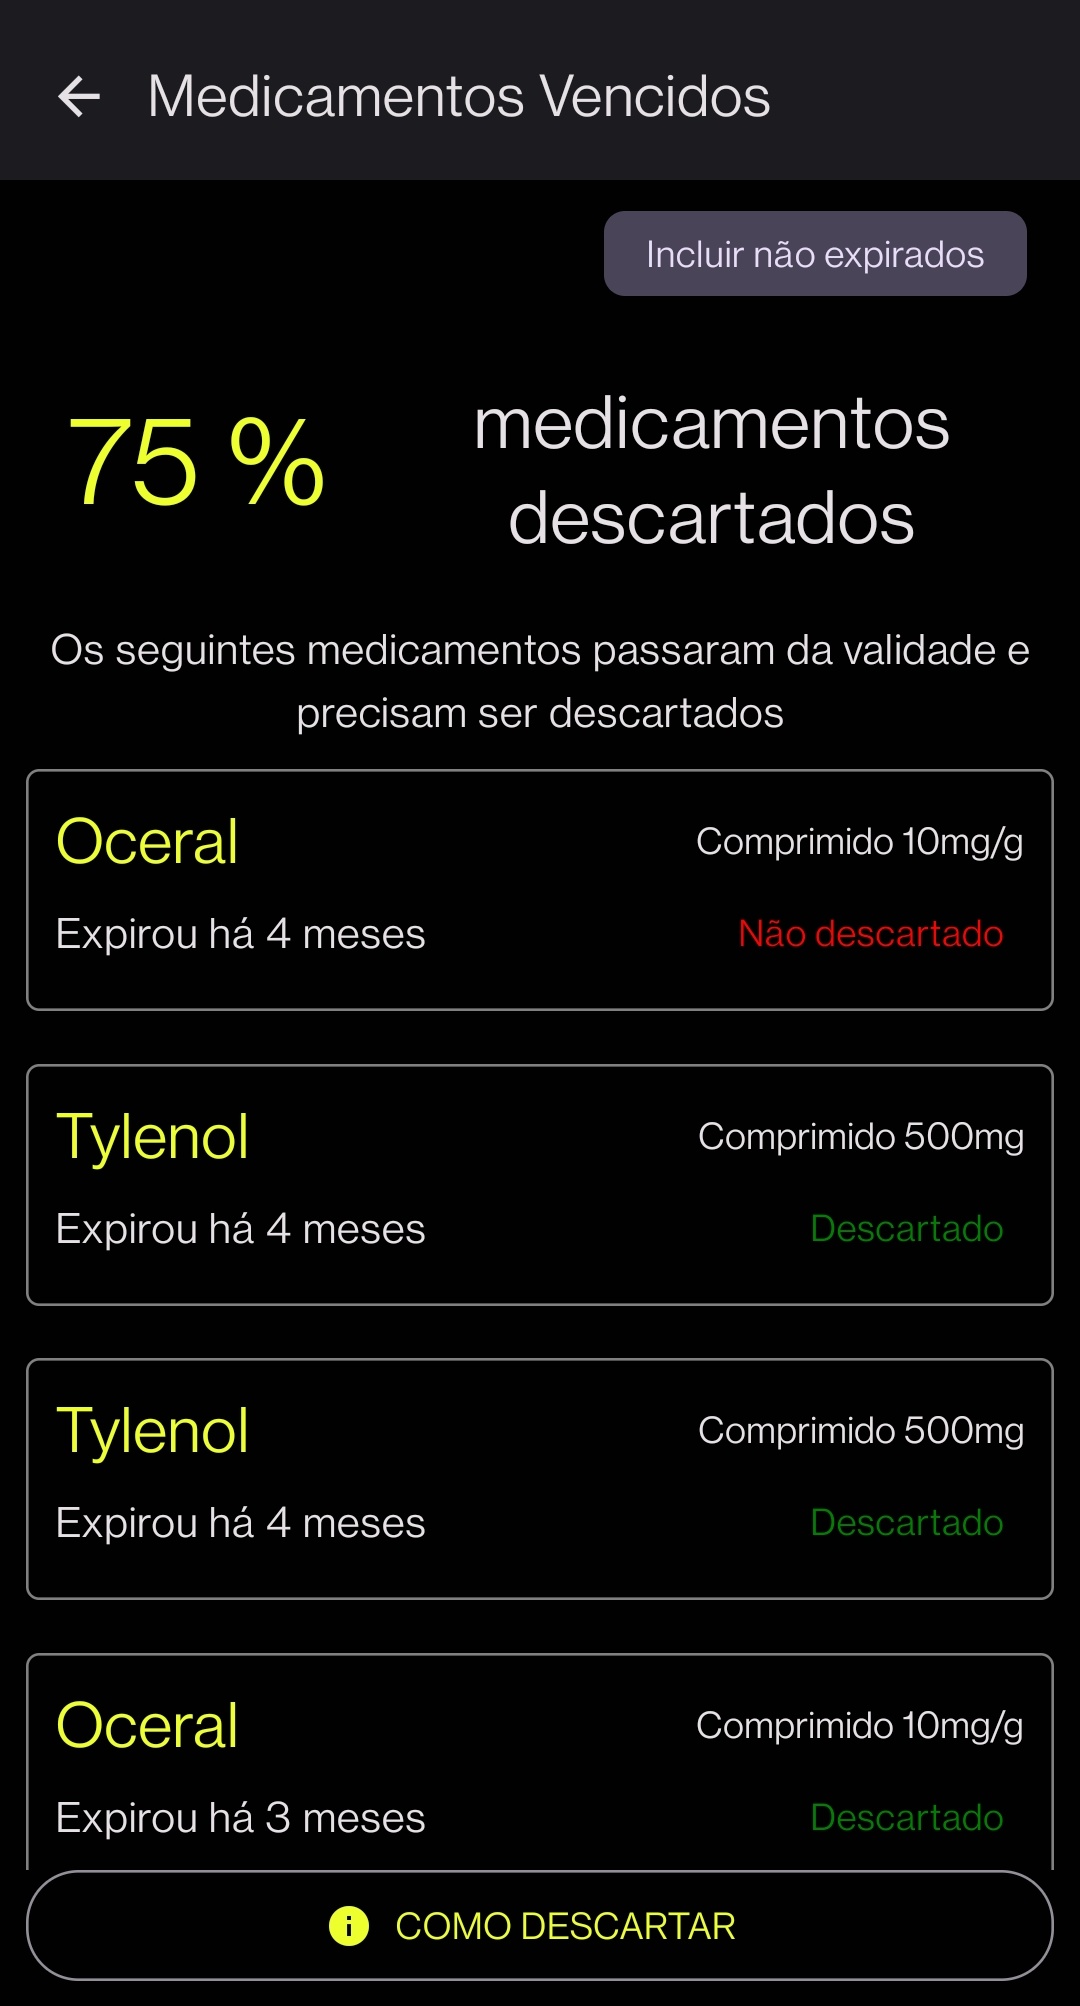 Medicamentos Vencidos
Incluir não expirados
75 %
medicamentos
descartados
Os seguintes medicamentos passaram da validade e
precisam ser descartados
Oceral
Comprimido 10mg/g
Expirou há 4 meses
Não descartado
Tylenol
Comprimido 500mg
Expirou há 4 meses
Descartado
Tylenol
Comprimido 500mg
Expirou há 4 meses
Descartado
Oceral
Comprimido 10mg/g
Expirou há 3 meses
Descartado
COMO DESCARTAR